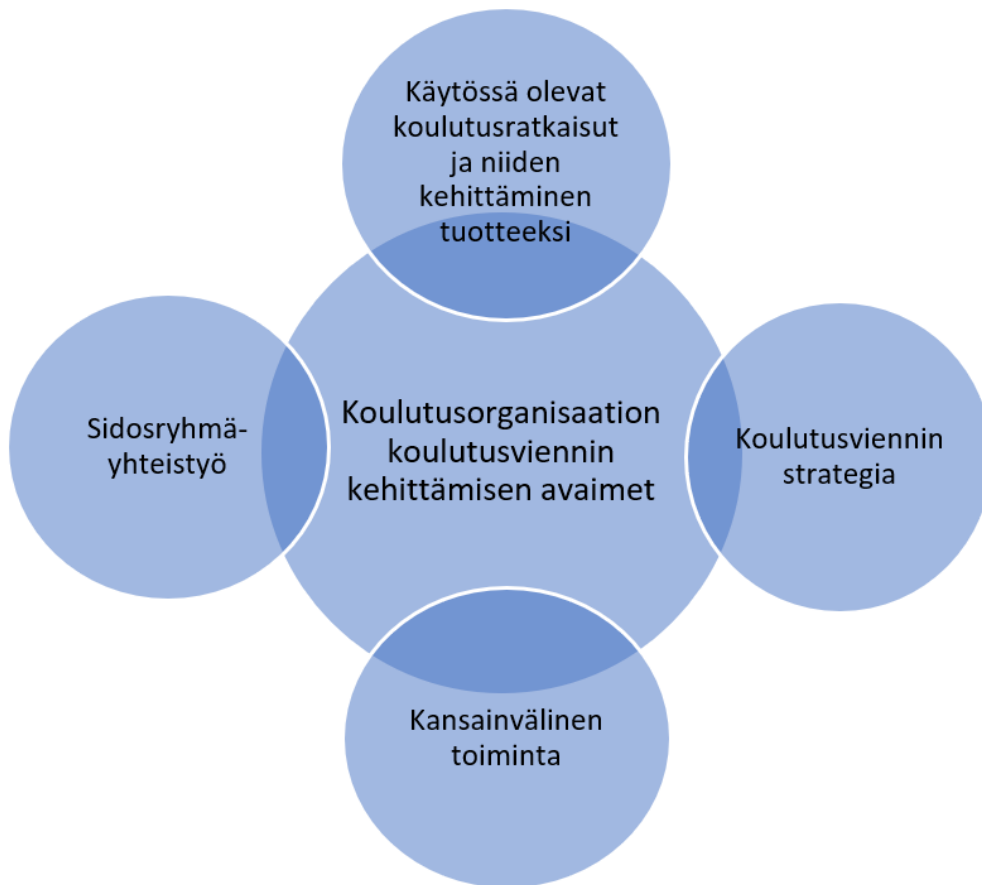 Käytössä olevat
koulutusratkaisut
ja niiden
kehittäminen
tuotteeksi
Sidosryhmä-
yhteistyö
Koulutusorganisaation
koulutusviennin
kehittämisen avaimet
Koulutusviennin
strategia
Kansainvälinen
toiminta